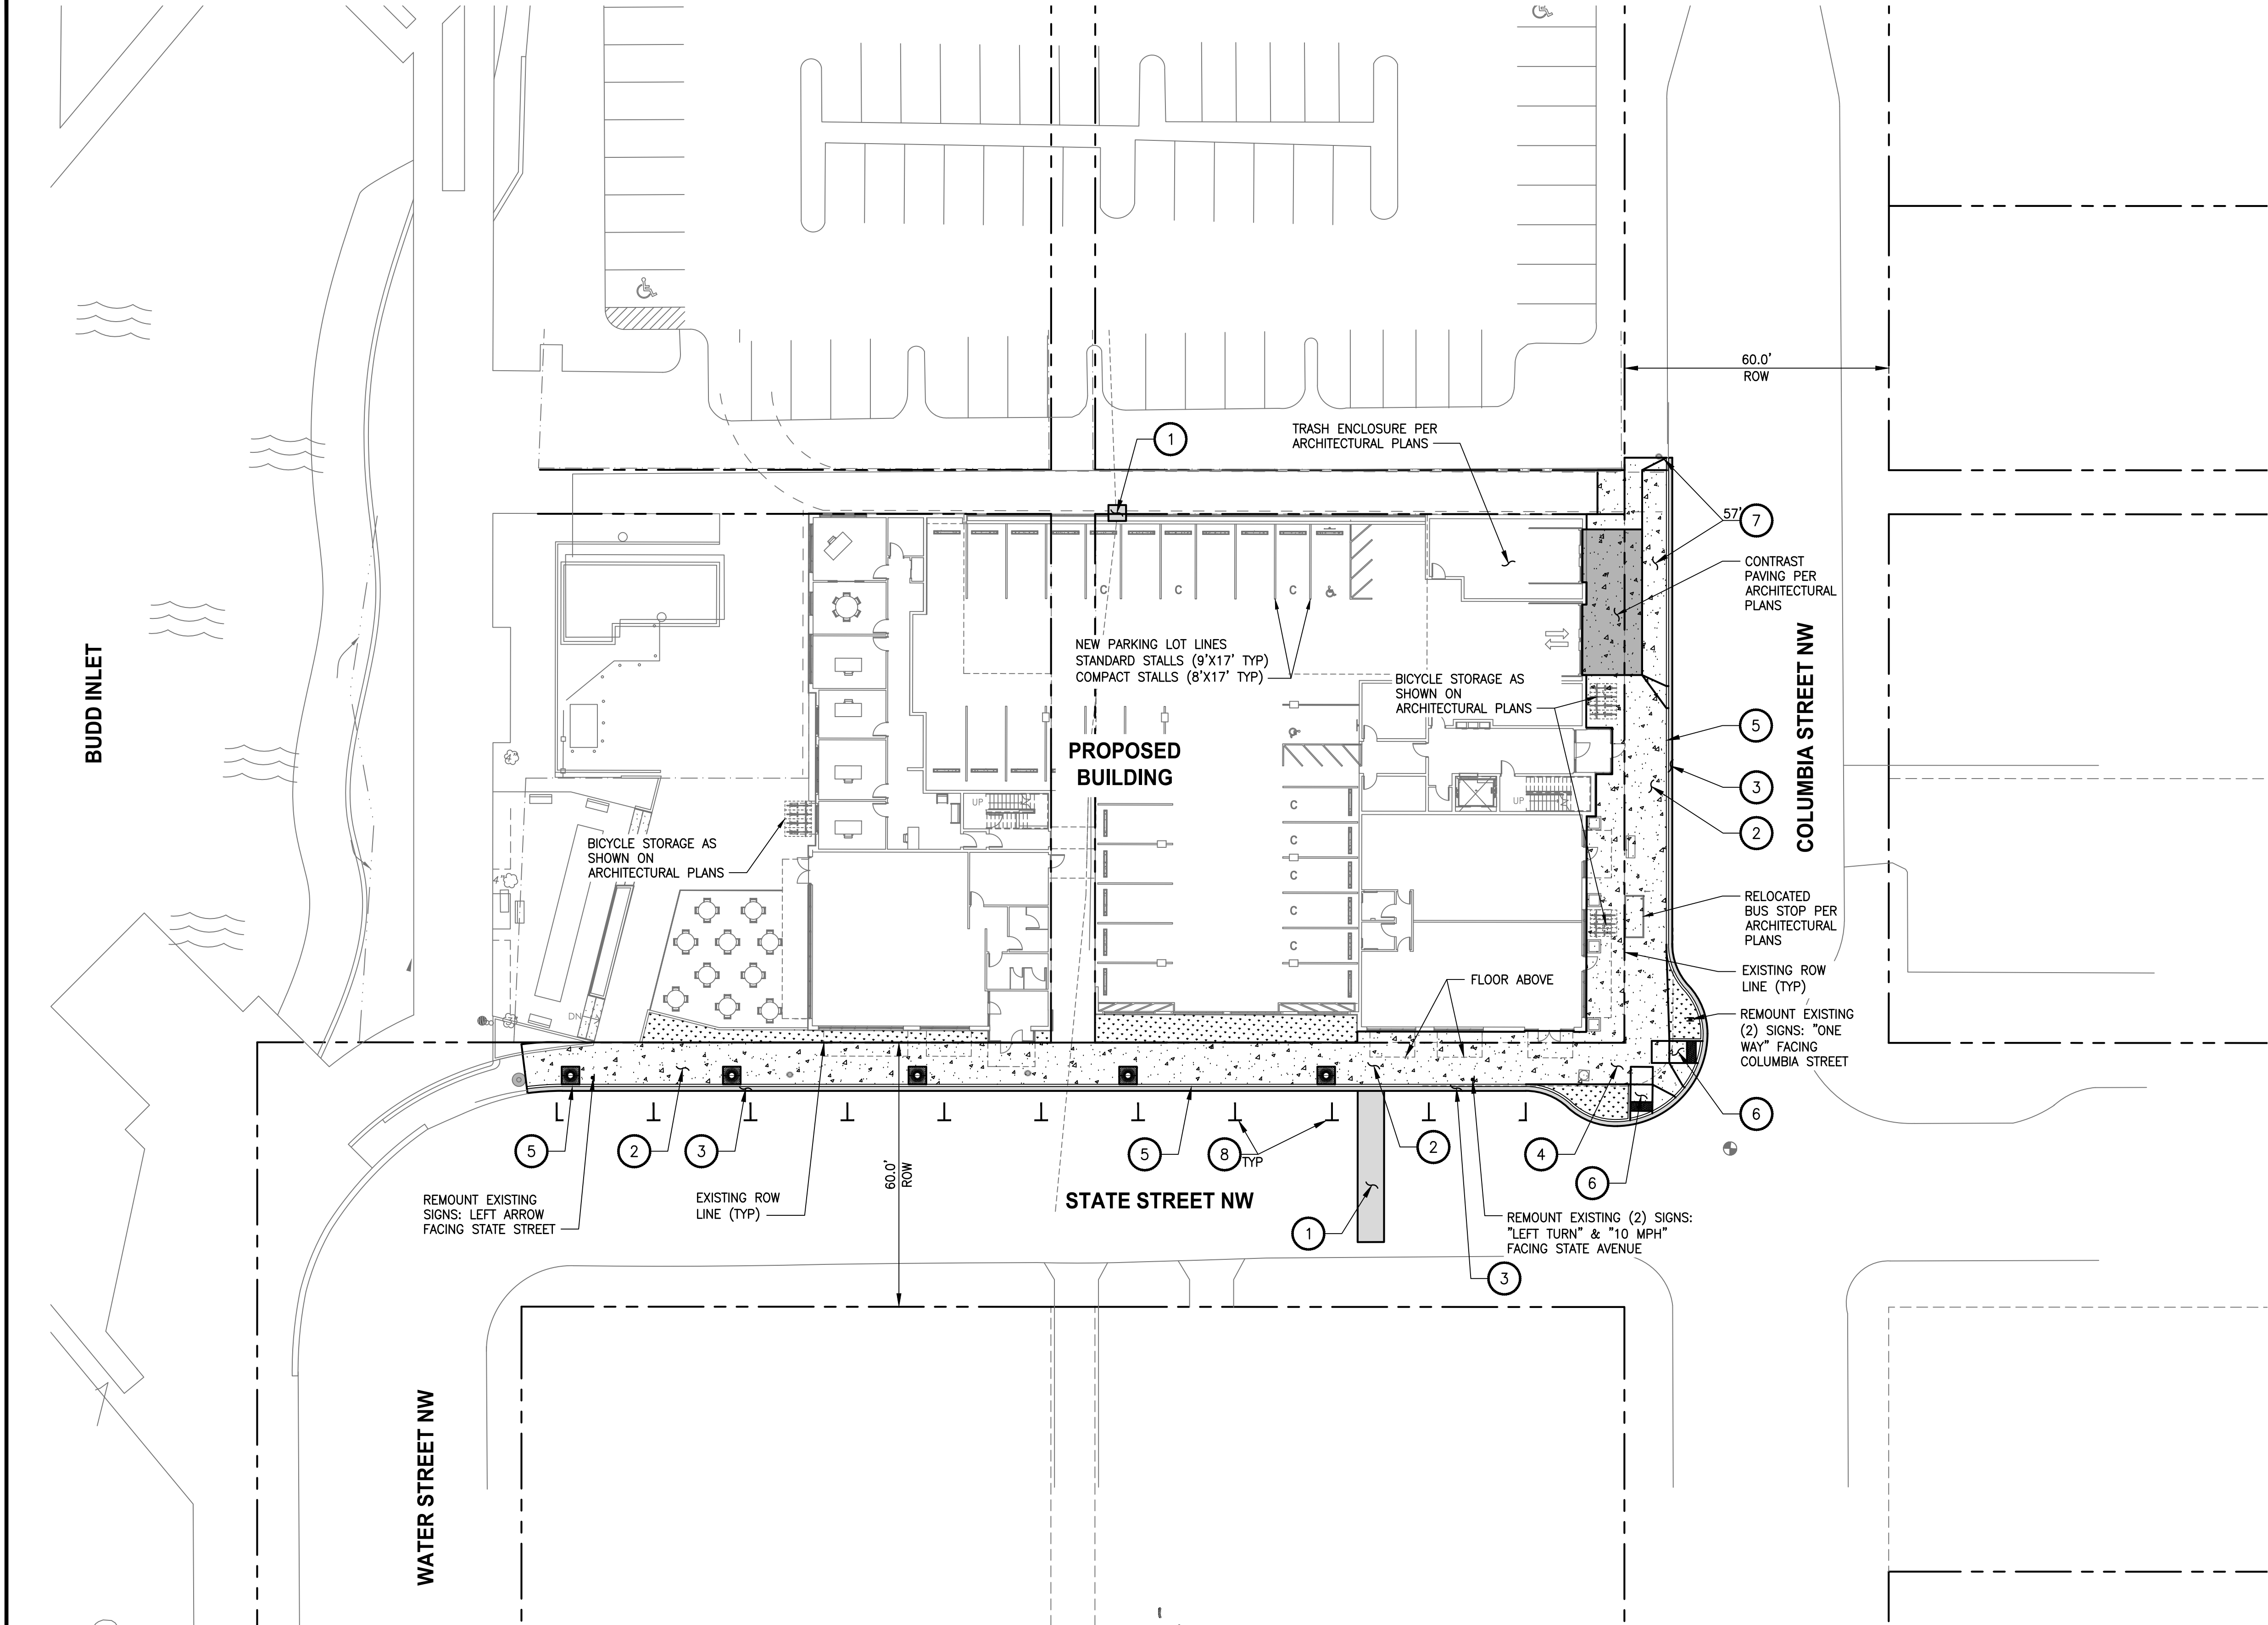 60.0'
ROW
1
TRASH ENCLOSURE PER
ARCHITECTURAL PLANS
57'
7
CONTRAST
PAVING PER
ARCHITECTURAL
PLANS
C
C
C
NEW PARKING LOT LINES
STANDARD STALLS (9'X17' TYP)
COMPACT STALLS (8'X17' TYP)
BICYCLE STORAGE AS
SHOWN ON
ARCHITECTURAL PLANS
BUDD INLET
COLUMBIA STREET NW
5
3
2
PROPOSED
BUILDING
UP
UP
C
C
C
C
BICYCLE STORAGE AS
SHOWN ON
ARCHITECTURAL PLANS
4"
4"
RELOCATED
BUS STOP PER
ARCHITECTURAL
PLANS
EXISTING ROW
LINE (TYP)
FLOOR ABOVE
DN
REMOUNT EXISTING
(2) SIGNS: "ONE
WAY" FACING
COLUMBIA STREET
6
5
2
3
5
8
TYP
2
4
6
60.0'
ROW
REMOUNT EXISTING
SIGNS: LEFT ARROW
FACING STATE STREET
EXISTING ROW
LINE (TYP)
STATE STREET NW
1
REMOUNT EXISTING (2) SIGNS:
"LEFT TURN" & "10 MPH"
FACING STATE AVENUE
3
WATER STREET NW